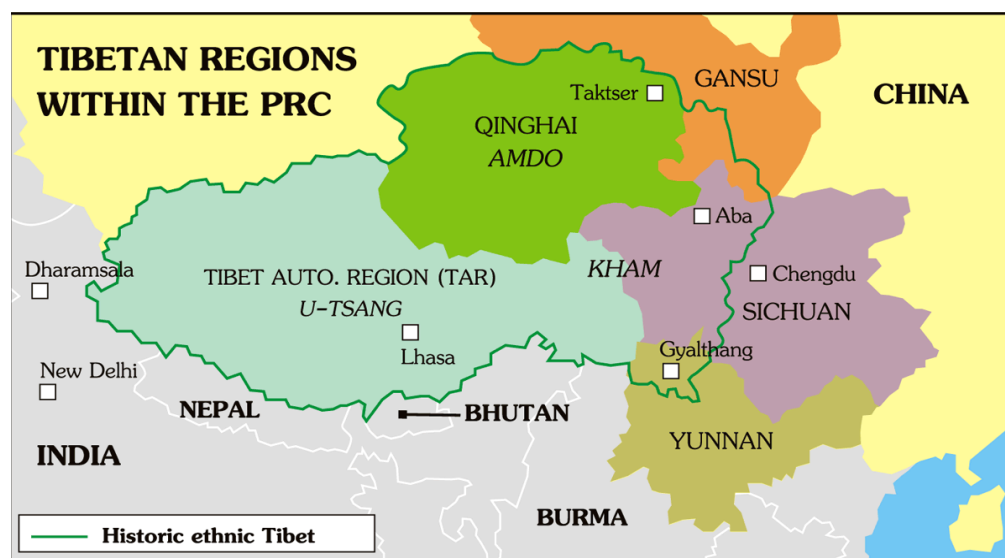 TIBETAN REGIONS
WITHIN THE PRC
GANSU
CHINA
Taktser
QINGHAI
AMDO
Aba
Dharamsala
KHAM
Chengdu
TIBET AUTO. REGION (TAR)
U-TSANG
SICHUAN
Lhasa
Gyalthang
New Delhi
NEPAL
BHUTAN
YUNNAN
INDIA
BURMA
Historic ethnic Tibet